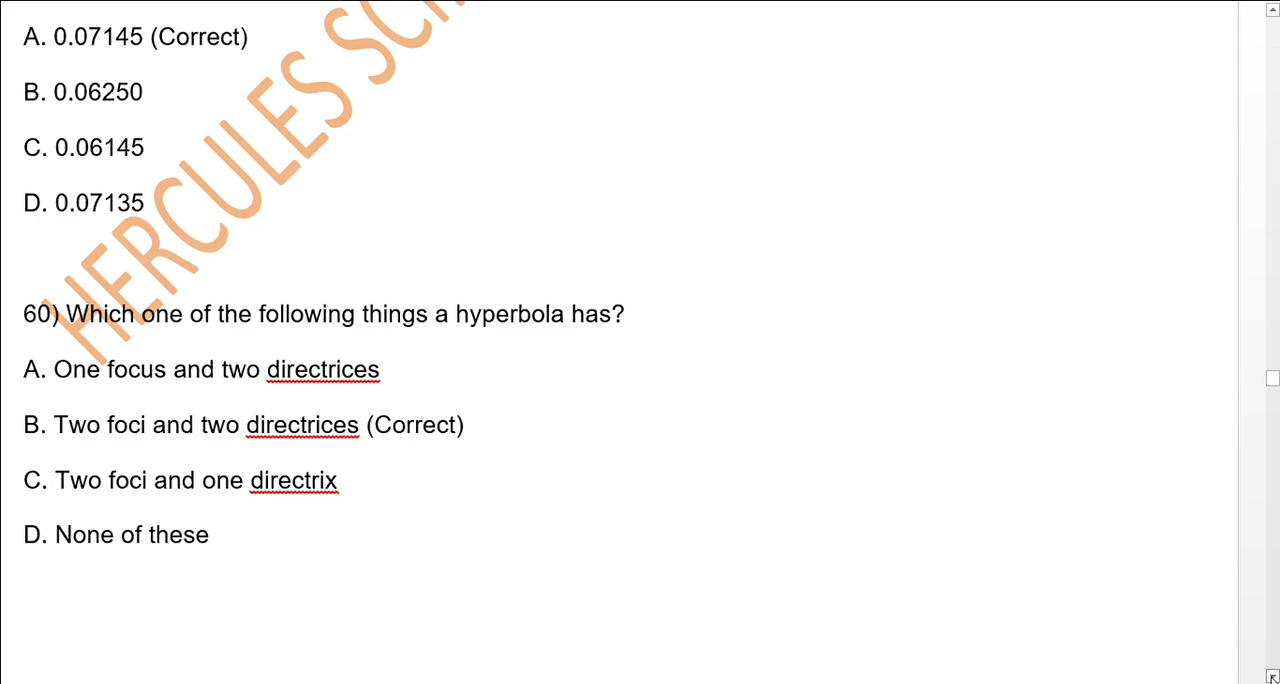 A. 0.07145 (Correct)
B. 0.06250
C. 0.06145
D. 0.07135
HERCULES
60) Which one of the following things a hyperbola has?
A. One focus and two directrices
B. Two foci and two directrices (Correct)
C. Two foci and one directrix
D. None of these